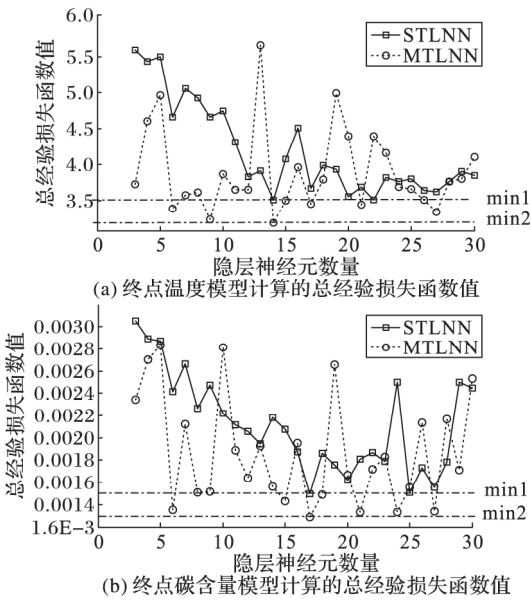 总经验损失函数值
6.0
5.5
5.0
4.5
4.0
3.5
STLNN
MTLNN
min1
min2
0 5 10 15 20 25 30
隐层神经元数量
(a) 终点温度模型计算的总经验损失函数值
总经验损失函数值
0.0030
0.0028
0.0026
0.0024
0.0022
0.0020
0.0018
0.0016
0.0014
1.6E-3
STLNN
MTLNN
min1
min2
0 5 10 15 20 25 30
隐层神经元数量
(b) 终点碳含量模型计算的总经验损失函数值